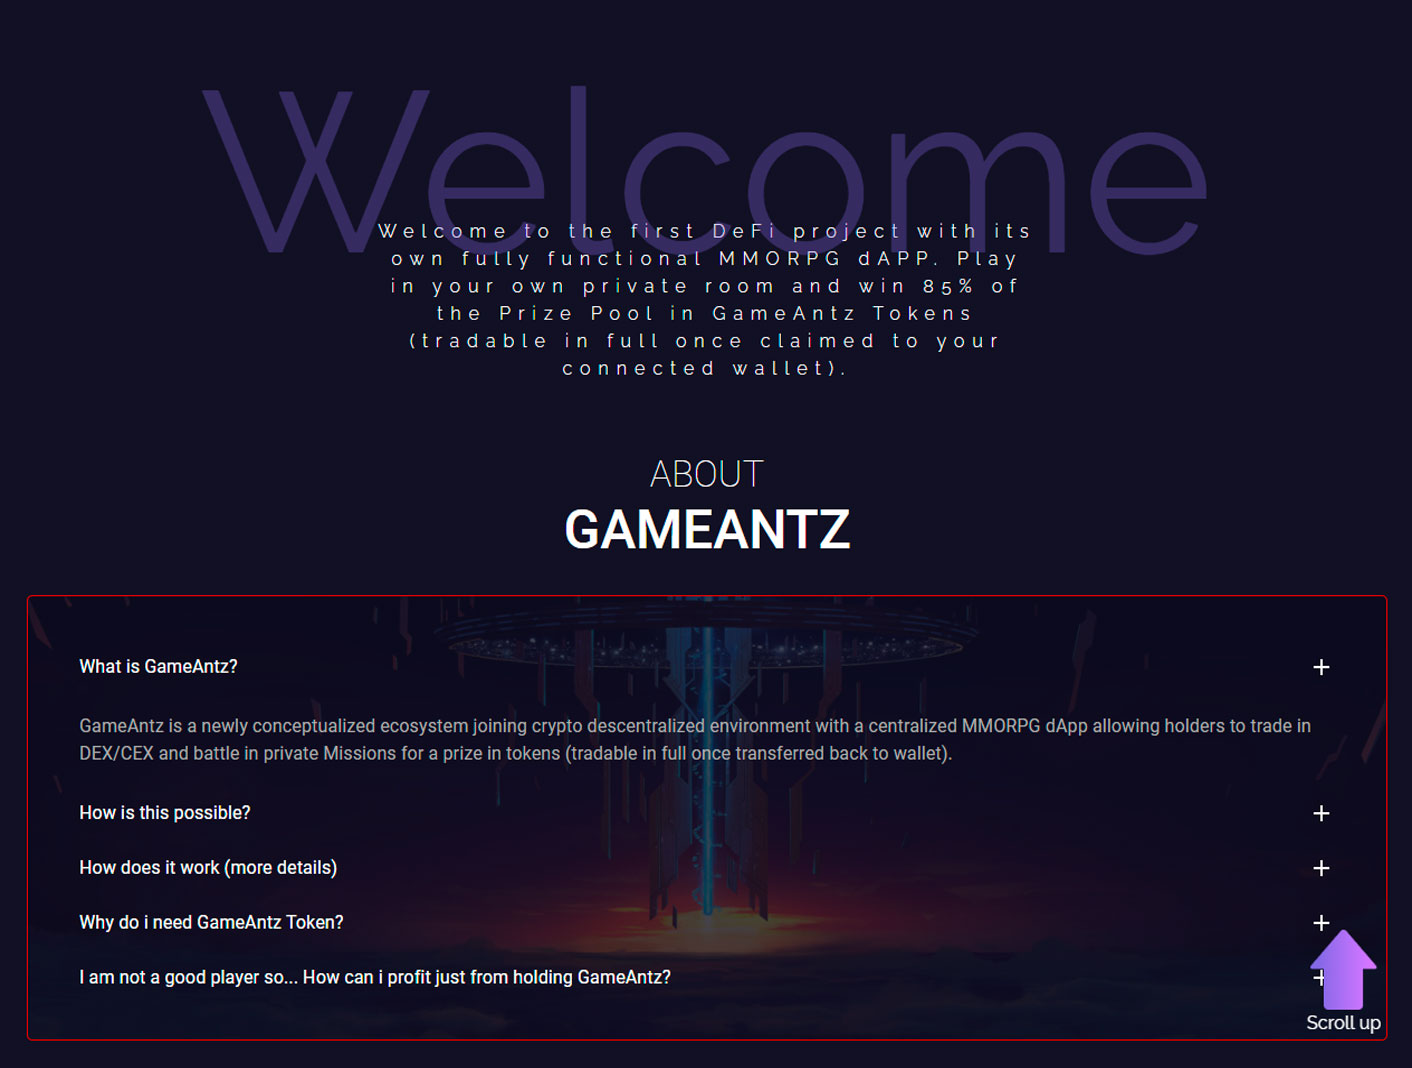 Welcome
Welcome to the first DeFi project with its
own fully functional MMORPG dAPP. Play
in your own private room and win 85% of
the Prize Pool in GameAntz Tokens
(tradable in full once claimed to your
connected wallet).
ABOUT
GAMEANTZ
What is GameAntz?
GameAntz is a newly conceptualized ecosystem joining crypto descentralized environment with a centralized MMORPG dApp allowing holders to trade in
DEX/CEX and battle in private Missions for a prize in tokens (tradable in full once transferred back to wallet).
How is this possible?
How does it work (more details)
Why do i need GameAntz Token?
I am not a good player so... How can i profit just from holding GameAntz?
Scroll up